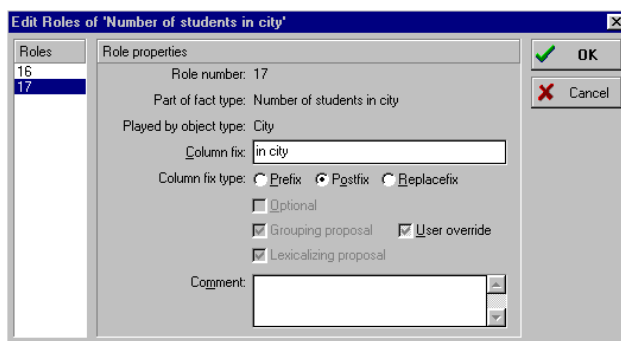 Edit Roles of 'Number of students in city'
Roles
16
17
Role properties
Role number: 17
Part of fact type: Number of students in city
Played by object type: City
Column fix: in city
Column fix type: Prefix Postfix Replacefix
Optional
Grouping proposal User override
Lexicalizing proposal
Comment:
OK
Cancel